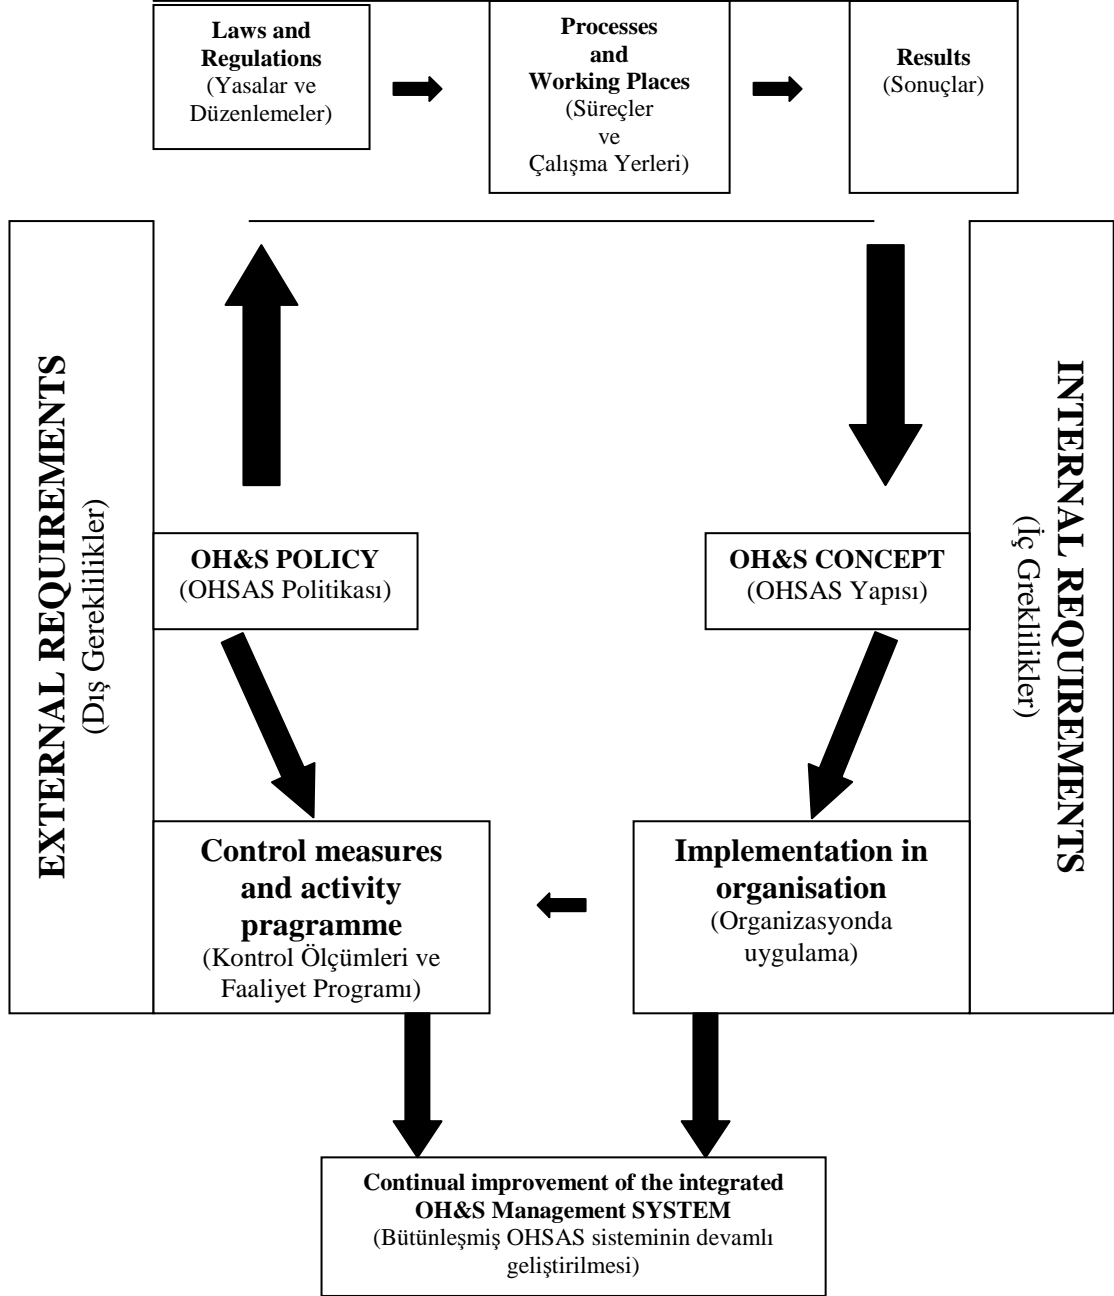 Laws and
Regulations
(Yasalar ve
Düzenlemeler)
Processes
and
Working Places
(Süreçler
ve
Çalışma Yerleri)
Results
(Sonuçlar)
EXTERNAL REQUIREMENTS
(Dış Gereklilikler)
INTERNAL REQUIREMENTS
(İç Greklilikler)
OH&S POLICY
(OHSAS Politikası)
OH&S CONCEPT
(OHSAS Yapısı)
Control measures
and activity
pragramme
(Kontrol Ölçümleri ve
Faaliyet Programı)
Implementation in
organisation
(Organizasyonda
uygulama)
Continual improvement of the integrated
OH&S Management SYSTEM
(Bütünleşmiş OHSAS sisteminin devamlı
geliştirilmesi)